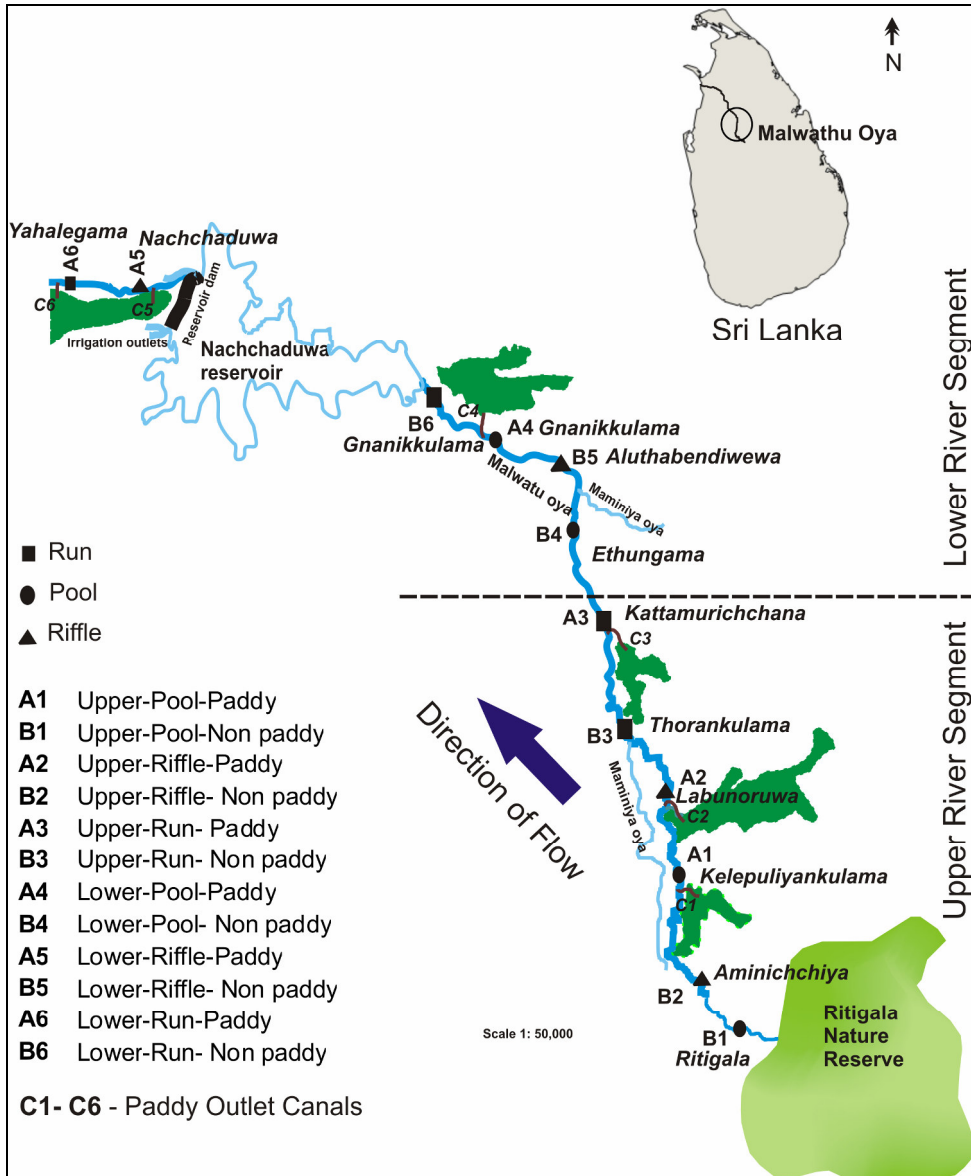 N
Malwathu Oya
Sri Lanka
Yahalegama
Nachchaduwa
A6
A5
C6
C5
Reservoir dam
Irrigation outlets
Nachchaduwa
reservoir
Lower River Segment
C4
B6
Gnanikkulama
A4 Gnanikkulama
B5 Aluthabendiwewa
Malwatu oya
Maminiya oya
B4
Ethungama
Run
Pool
Riffle
A3
Kattamurichchana
C3
Upper River Segment
B3
Thorankulama
Direction of Flow
Maminiya oya
A2
Labunoruwa
C2
A1
Kelepuliyankulama
C1
Aminichchiya
B2
B1
Ritigala
Ritigala
Nature
Reserve
Scale 1: 50,000
A1 Upper-Pool-Paddy
B1 Upper-Pool-Non paddy
A2 Upper-Riffle-Paddy
B2 Upper-Riffle- Non paddy
A3 Upper-Run- Paddy
B3 Upper-Run- Non paddy
A4 Lower-Pool-Paddy
B4 Lower-Pool- Non paddy
A5 Lower-Riffle-Paddy
B5 Lower-Riffle- Non paddy
A6 Lower-Run-Paddy
B6 Lower-Run- Non paddy
C1- C6 - Paddy Outlet Canals